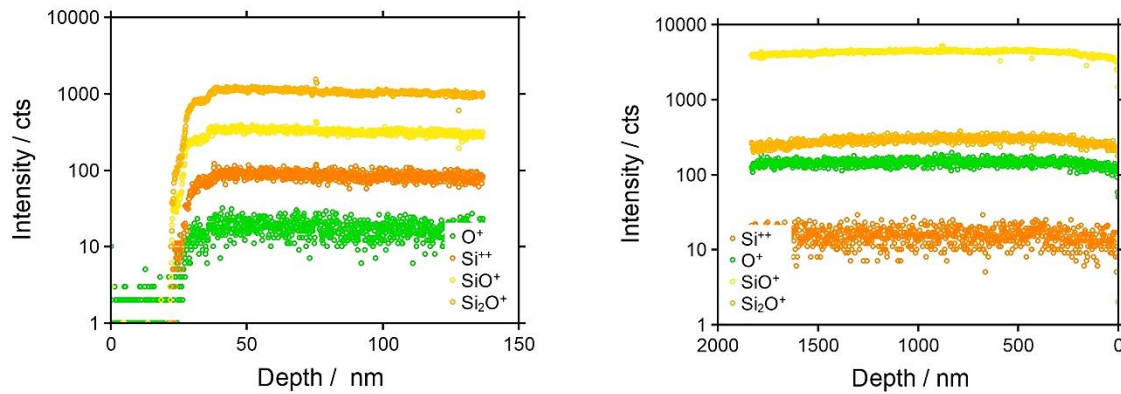 10000
1000
100
10
1
Intensity / cts
O⁺
Si⁺⁺
SiO⁺
Si₂O⁺
0 50 100 150
Depth / nm
10000
1000
100
10
1
Intensity / cts
Si⁺⁺
O⁺
SiO⁺
Si₂O⁺
2000 1500 1000 500 0
Depth / nm